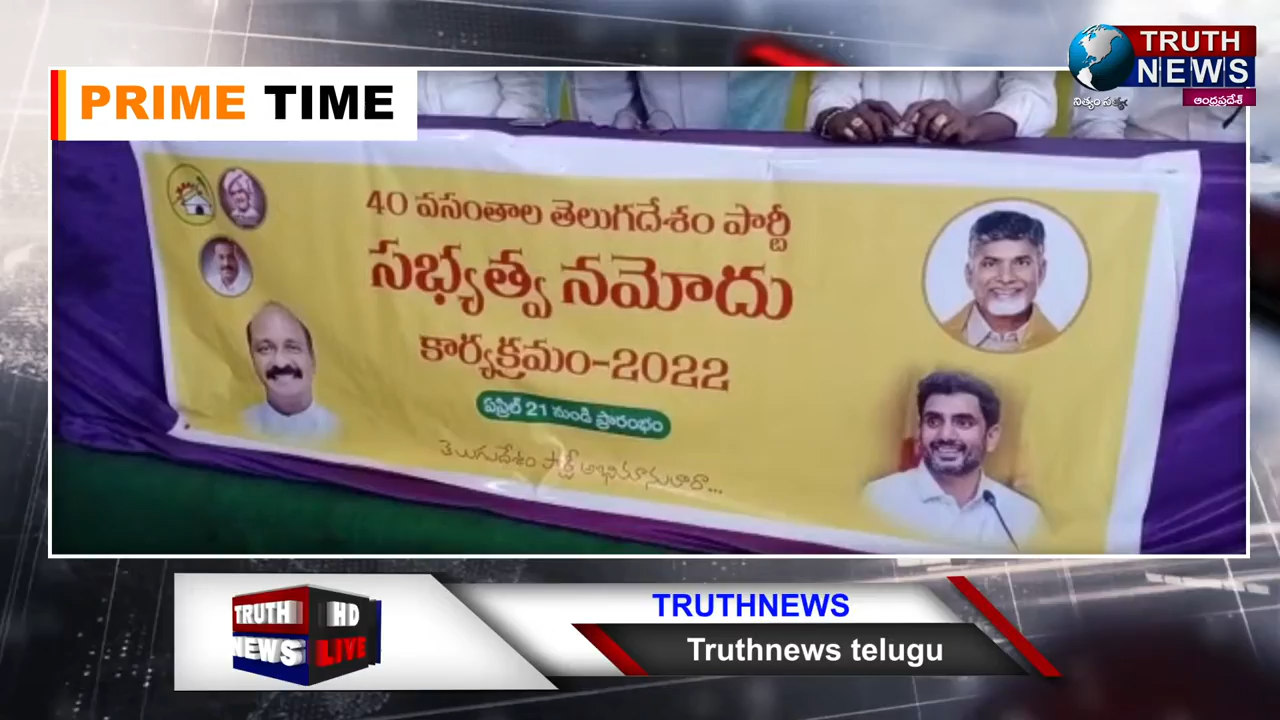 PRIME TIME
TRUTH
NEWS
నిత్యం సత్యం
ఆంధ్రప్రదేశ్
40 వసంతాల తెలుగదేశం పార్టీ
సభ్యత్వ నమోదు
కార్యక్రమం-2022
ఏప్రిల్ 21 నుండి ప్రారంభం
తెలుగుదేశం పార్టీ అభిమానులారా...
TRUTH HD
NEWS LIVE
TRUTHNEWS
Truthnews telugu